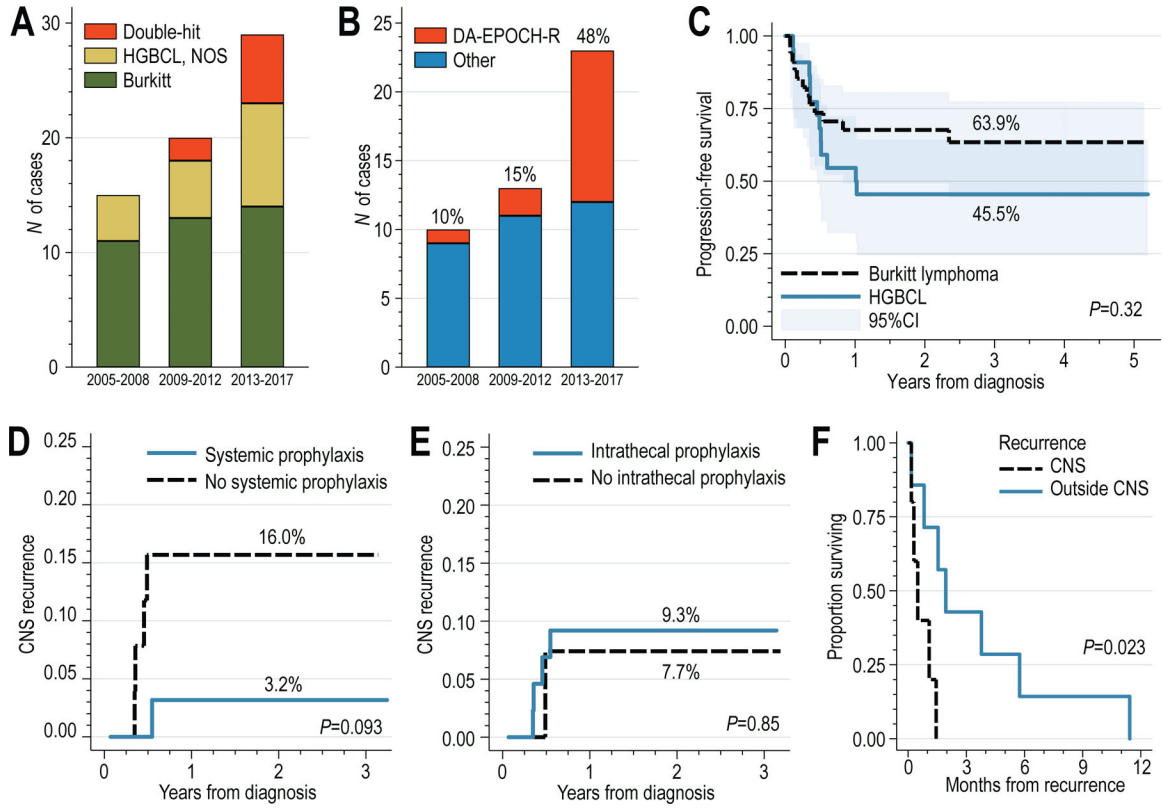 A
30
20
10
0
N of cases
Double-hit
HGBCL, NOS
Burkitt
2005-2008
2009-2012
2013-2017
B
25
20
15
10
5
0
N of cases
DA-EPOCH-R
Other
48%
15%
10%
2005-2008
2009-2012
2013-2017
C
1.00
0.75
0.50
0.25
0.00
Progression-free survival
63.9%
45.5%
Burkitt lymphoma
HGBCL
95%CI
P=0.32
0
1
2
3
4
5
Years from diagnosis
D
0.25
0.20
0.15
0.10
0.05
0.00
CNS recurrence
Systemic prophylaxis
No systemic prophylaxis
16.0%
3.2%
P=0.093
0
1
2
3
Years from diagnosis
E
0.25
0.20
0.15
0.10
0.05
0.00
CNS recurrence
Intrathecal prophylaxis
No intrathecal prophylaxis
9.3%
7.7%
P=0.85
0
1
2
3
Years from diagnosis
F
1.00
0.75
0.50
0.25
0.00
Proportion surviving
Recurrence
CNS
Outside CNS
P=0.023
0
3
6
9
12
Months from recurrence